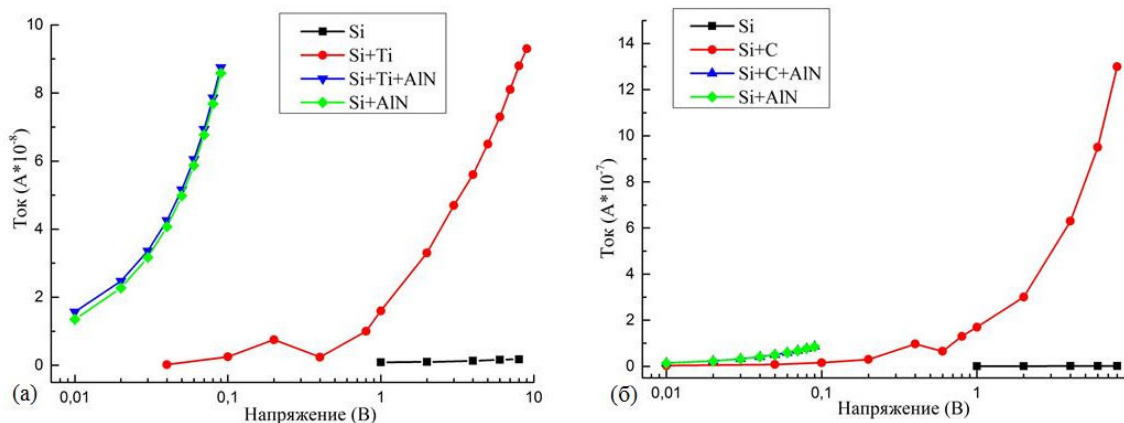 Si
Si+Ti
Si+Ti+AlN
Si+AlN
10
8
6
4
2
0
Ток (А*10⁻⁸)
0,01 0,1 1 10
Напряжение (В)
(а)
Si
Si+C
Si+C+AlN
Si+AlN
14
12
10
8
6
4
2
0
Ток (А*10⁻⁷)
0,01 0,1 1
Напряжение (В)
(б)